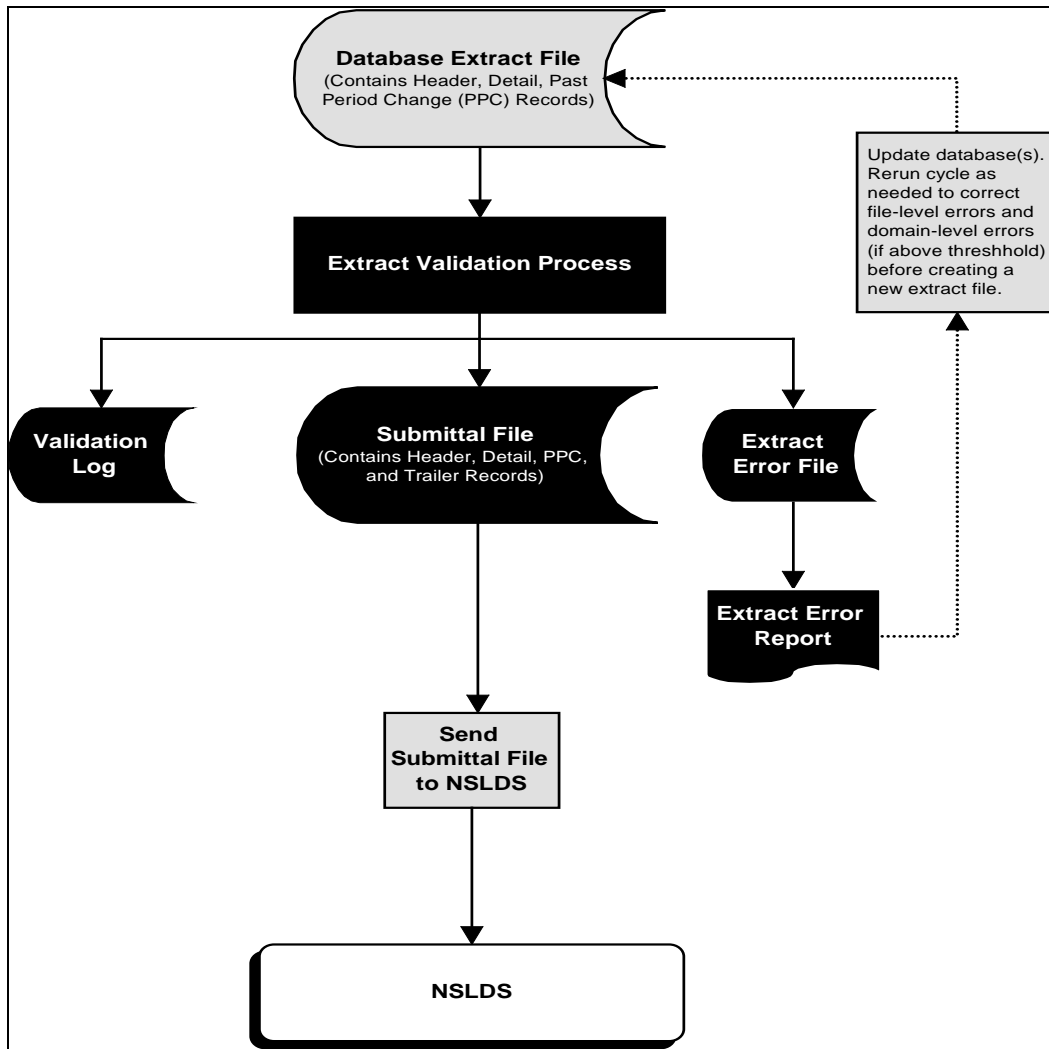 Database Extract File
(Contains Header, Detail, Past
Period Change (PPC) Records)
Update database(s).
Rerun cycle as
needed to correct
file-level errors and
domain-level errors
(if above threshhold)
before creating a
new extract file.
Extract Validation Process
Validation
Log
Submittal File
(Contains Header, Detail, PPC,
and Trailer Records)
Extract
Error File
Extract Error
Report
Send
Submittal File
to NSLDS
NSLDS